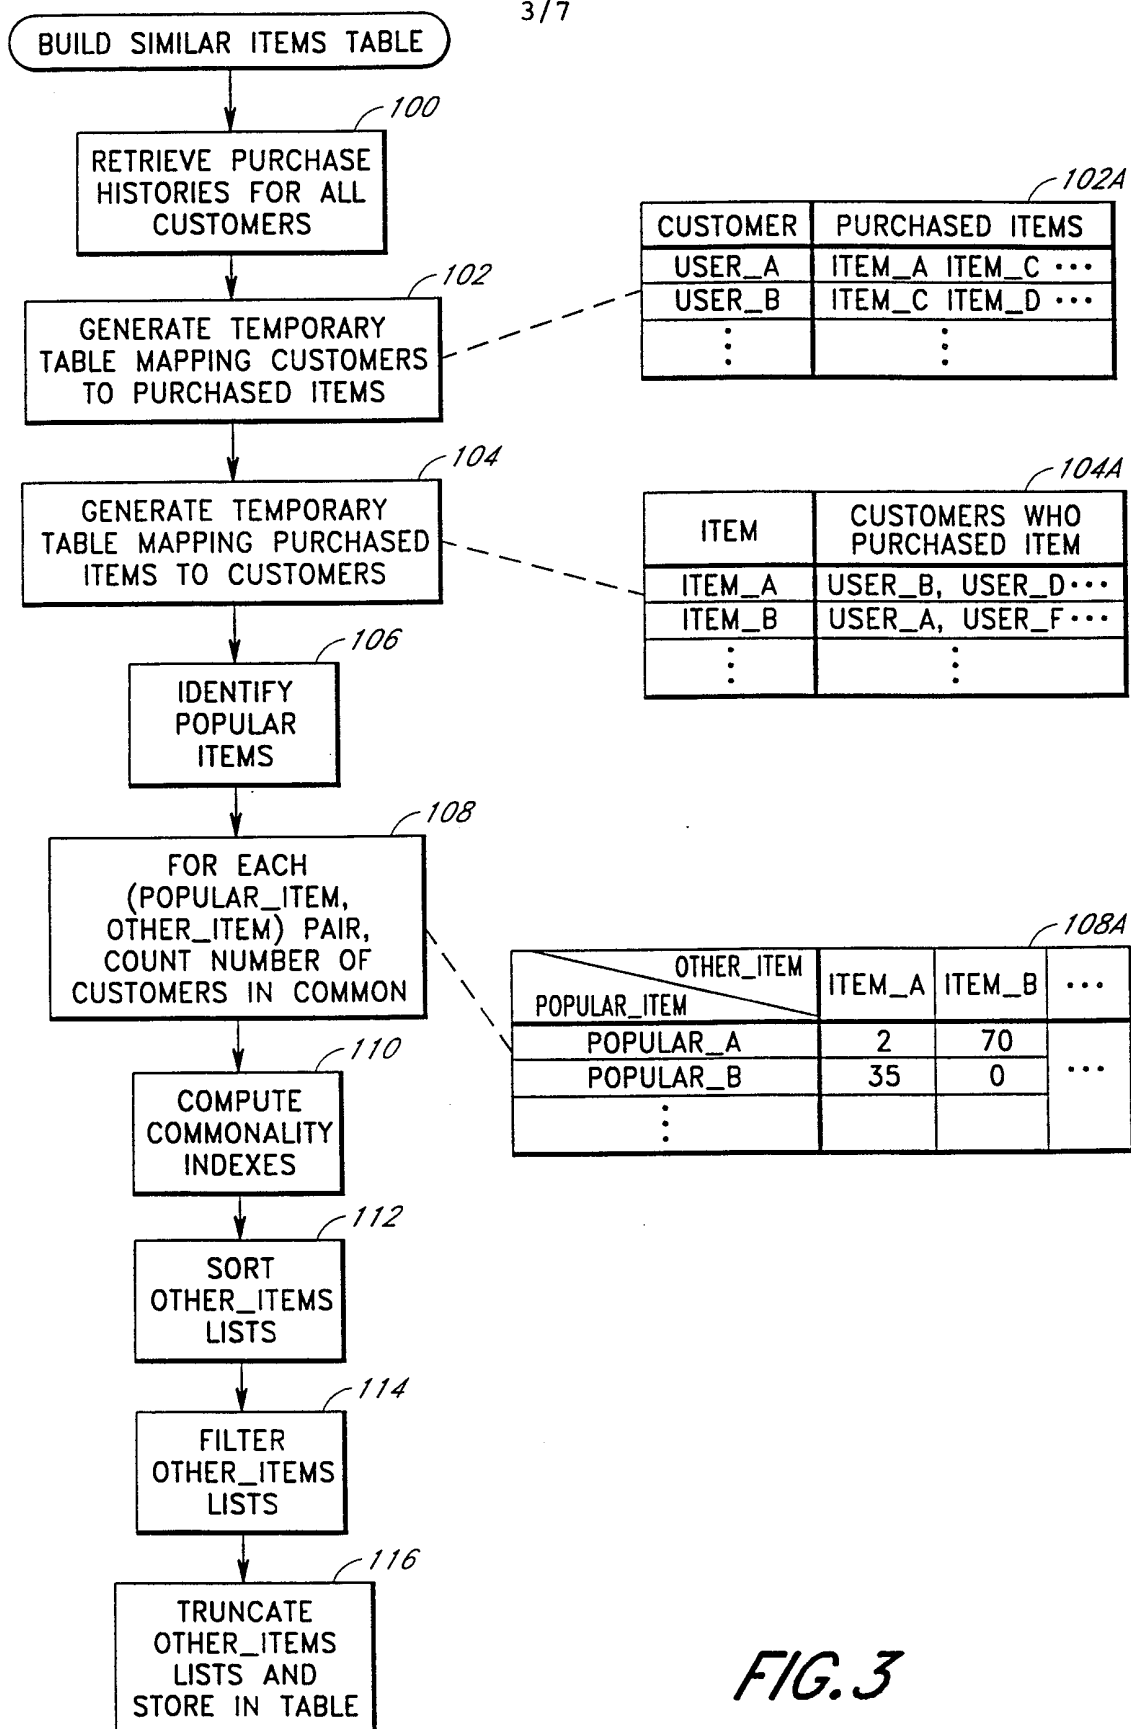 3/7
BUILD SIMILAR ITEMS TABLE
100
RETRIEVE PURCHASE
HISTORIES FOR ALL
CUSTOMERS
102
GENERATE TEMPORARY
TABLE MAPPING CUSTOMERS
TO PURCHASED ITEMS
102A
CUSTOMER PURCHASED ITEMS
USER_A ITEM_A ITEM_C ···
USER_B ITEM_C ITEM_D ···
104
GENERATE TEMPORARY
TABLE MAPPING PURCHASED
ITEMS TO CUSTOMERS
104A
ITEM
CUSTOMERS WHO
PURCHASED ITEM
ITEM_A USER_B, USER_D···
ITEM_B USER_A, USER_F···
106
IDENTIFY
POPULAR
ITEMS
108
FOR EACH
(POPULAR_ITEM,
OTHER_ITEM) PAIR,
COUNT NUMBER OF
CUSTOMERS IN COMMON
108A
OTHER_ITEM
POPULAR_ITEM
ITEM_A ITEM_B ···
POPULAR_A 2 70
POPULAR_B 35 0 ···
110
COMPUTE
COMMONALITY
INDEXES
112
SORT
OTHER_ITEMS
LISTS
114
FILTER
OTHER_ITEMS
LISTS
116
TRUNCATE
OTHER_ITEMS
LISTS AND
STORE IN TABLE
FIG. 3